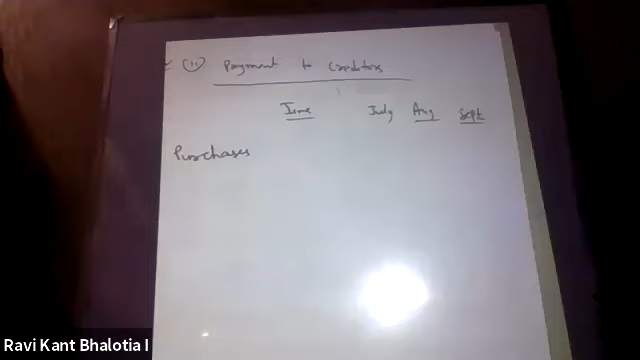 (ii) Payment to Creditors
June July Aug Sept
Purchases
Ravi Kant Bhalotia I